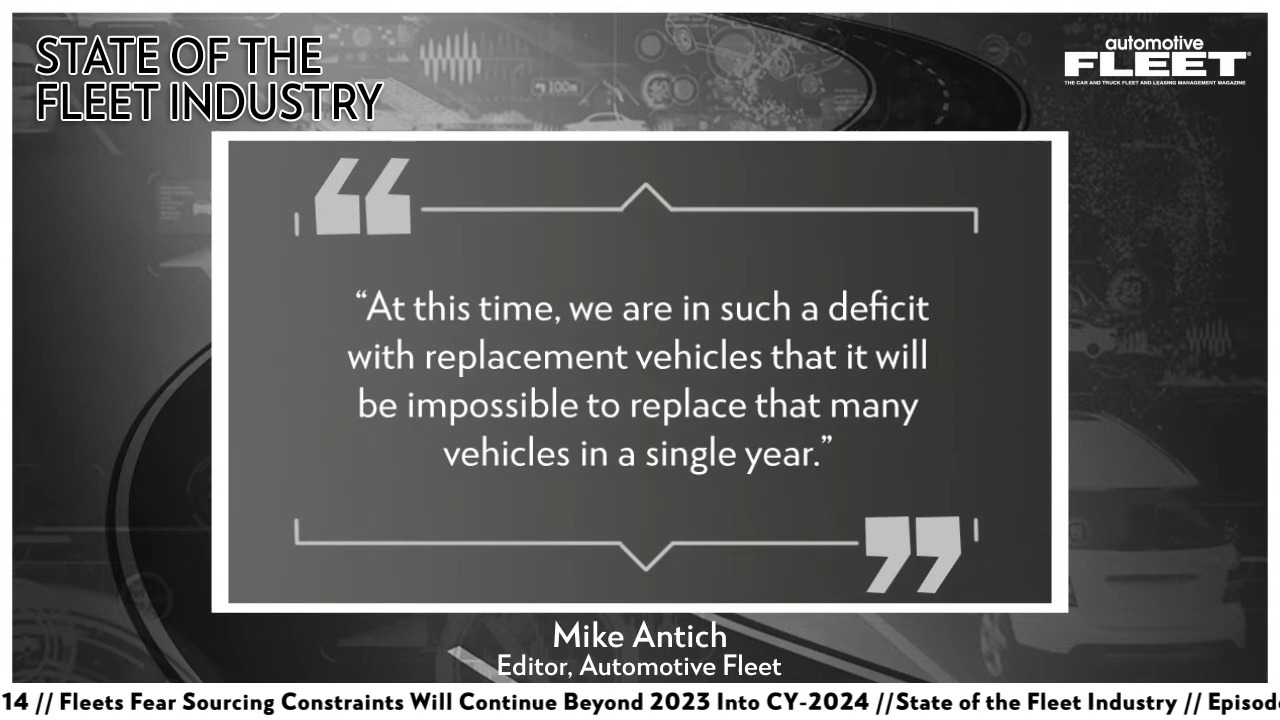 STATE OF THE
FLEET INDUSTRY
automotive
FLEET®
THE CAR AND TRUCK FLEET AND LEASING MANAGEMENT MAGAZINE
“At this time, we are in such a deficit
with replacement vehicles that it will
be impossible to replace that many
vehicles in a single year.”
Mike Antich
Editor, Automotive Fleet
14 // Fleets Fear Sourcing Constraints Will Continue Beyond 2023 Into CY-2024 //State of the Fleet Industry // Episode